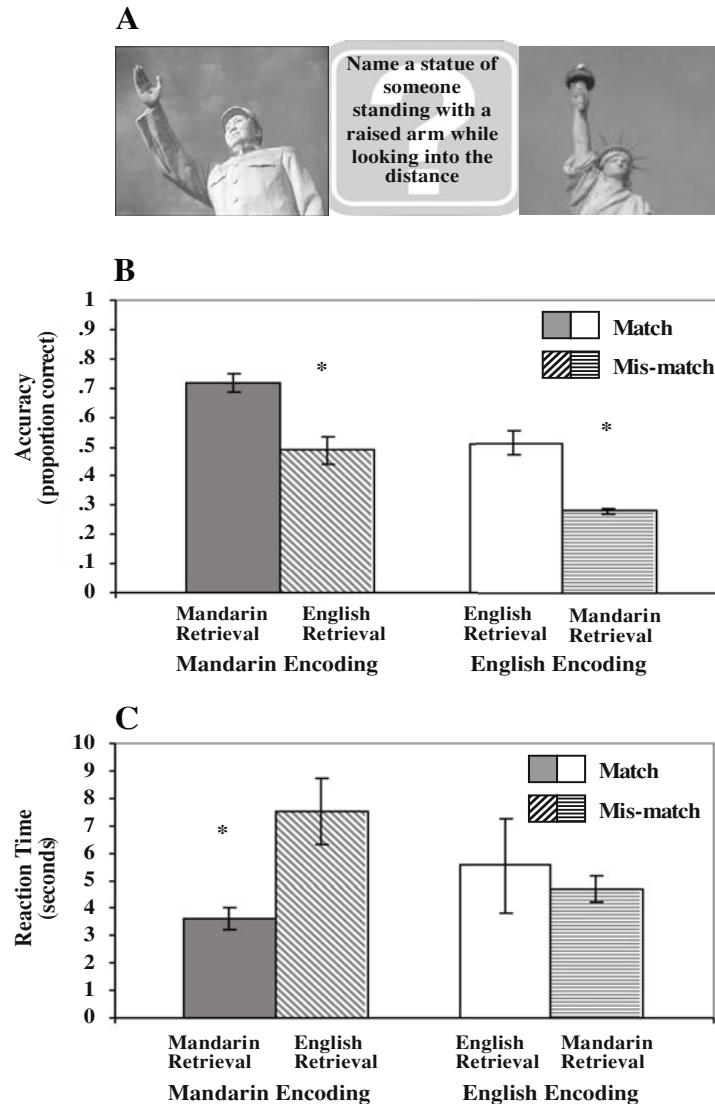 A
Name a statue of
someone
standing with a
raised arm while
looking into the
distance
B
Accuracy
(proportion correct)
1
.9
.8
.7
.6
.5
.4
.3
.2
.1
0
*
*
Match
Mis-match
Mandarin
Retrieval
English
Retrieval
English
Retrieval
Mandarin
Retrieval
Mandarin Encoding
English Encoding
C
Reaction Time
(seconds)
10
9
8
7
6
5
4
3
2
1
0
*
Match
Mis-match
Mandarin
Retrieval
English
Retrieval
English
Retrieval
Mandarin
Retrieval
Mandarin Encoding
English Encoding